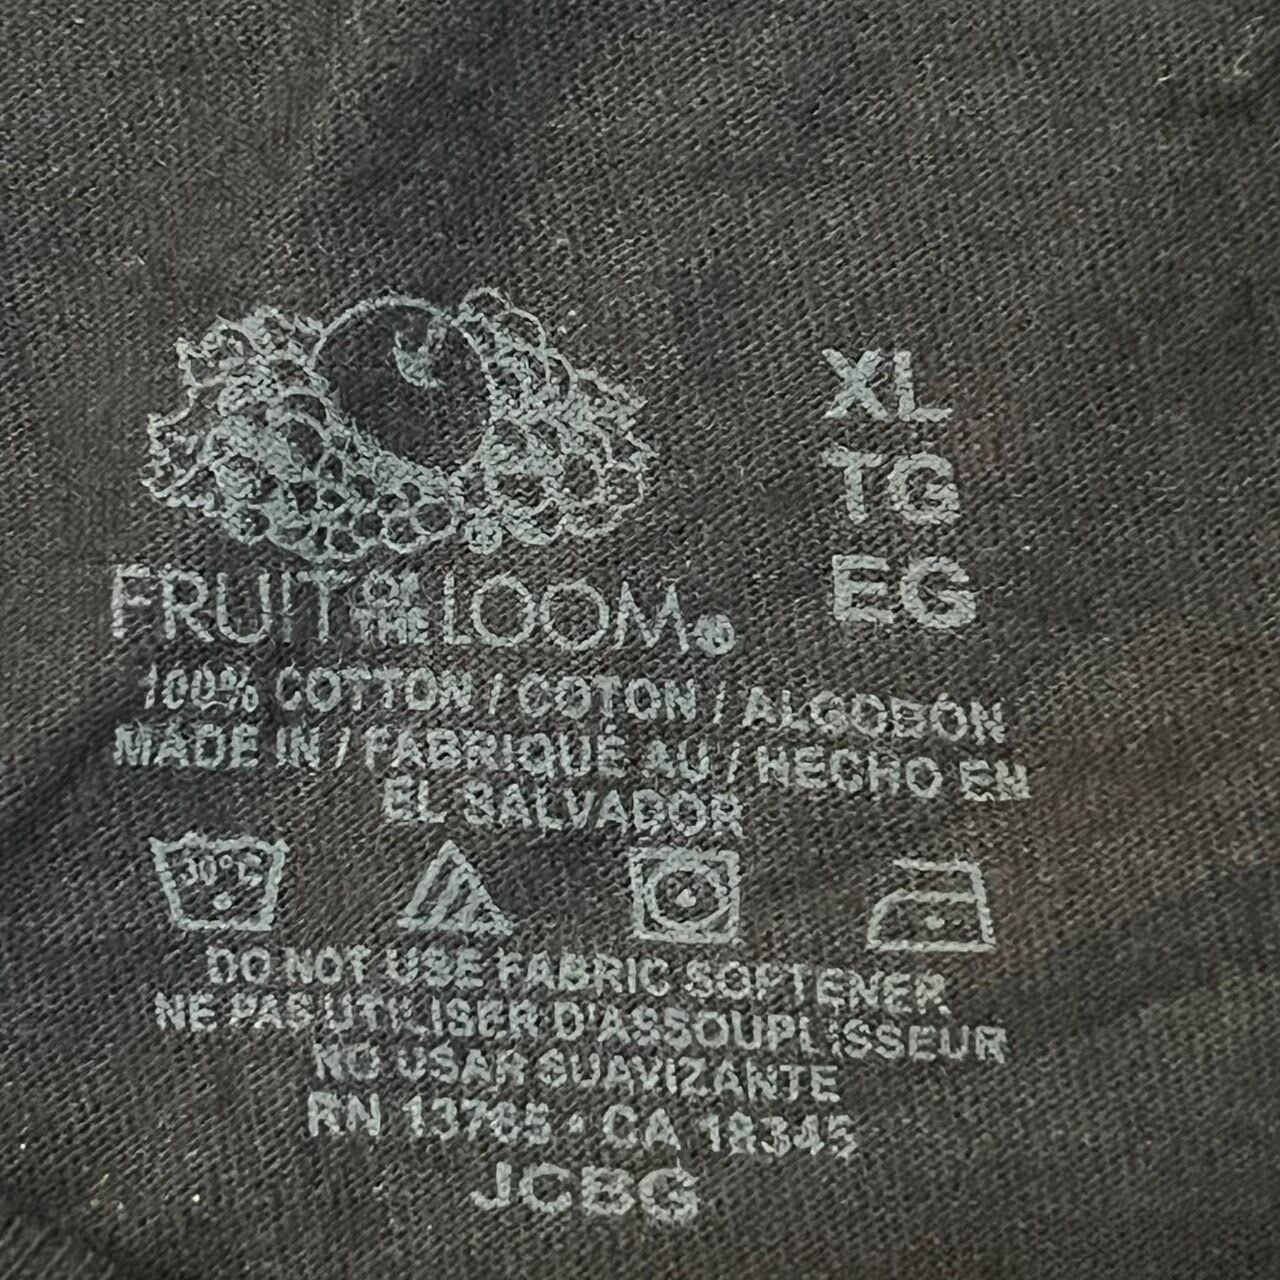 XL
TG
EG
FRUIT OF THE LOOM®
100% COTTON / COTON / ALGODÓN
MADE IN / FABRIQUÉ AU / HECHO EN
EL SALVADOR
30°C
DO NOT USE FABRIC SOFTENER
NE PAS UTILISER D'ASSOUPLISSEUR
NO USAR SUAVIZANTE
RN 13765 • CA 18345
JCBG